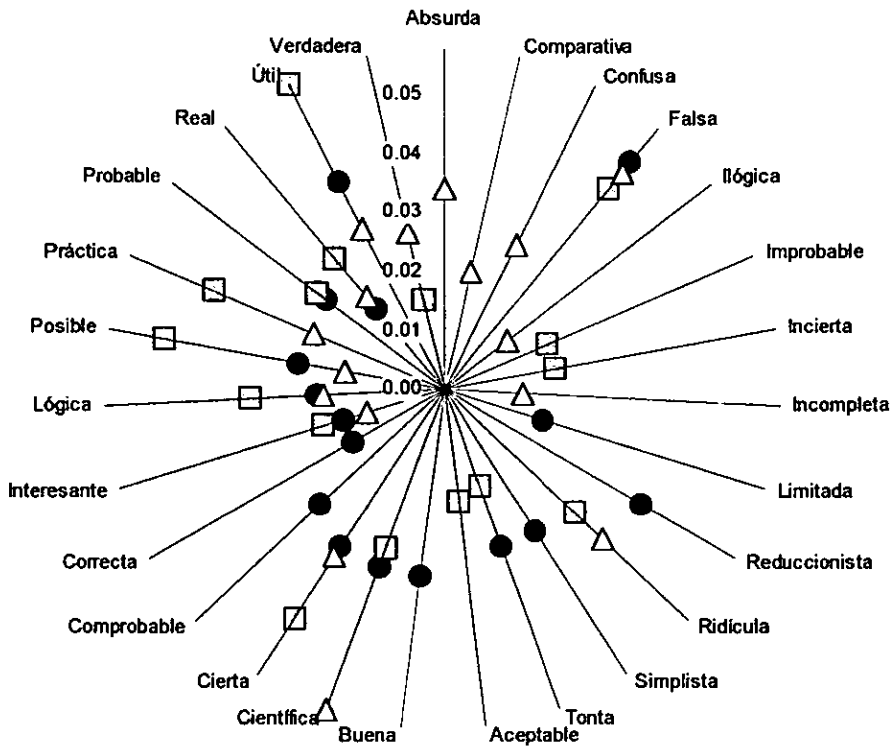 Absurda
Verdadera
Comparativa
Útil
Confusa
0.05
Real
Falsa
0.04
Probable
Ilógica
0.03
Práctica
Improbable
0.02
Posible
Incierta
0.01
0.00
Lógica
Incompleta
Interesante
Limitada
Correcta
Reduccionista
Comprobable
Ridícula
Cierta
Simplista
Científica
Tonta
Buena
Aceptable